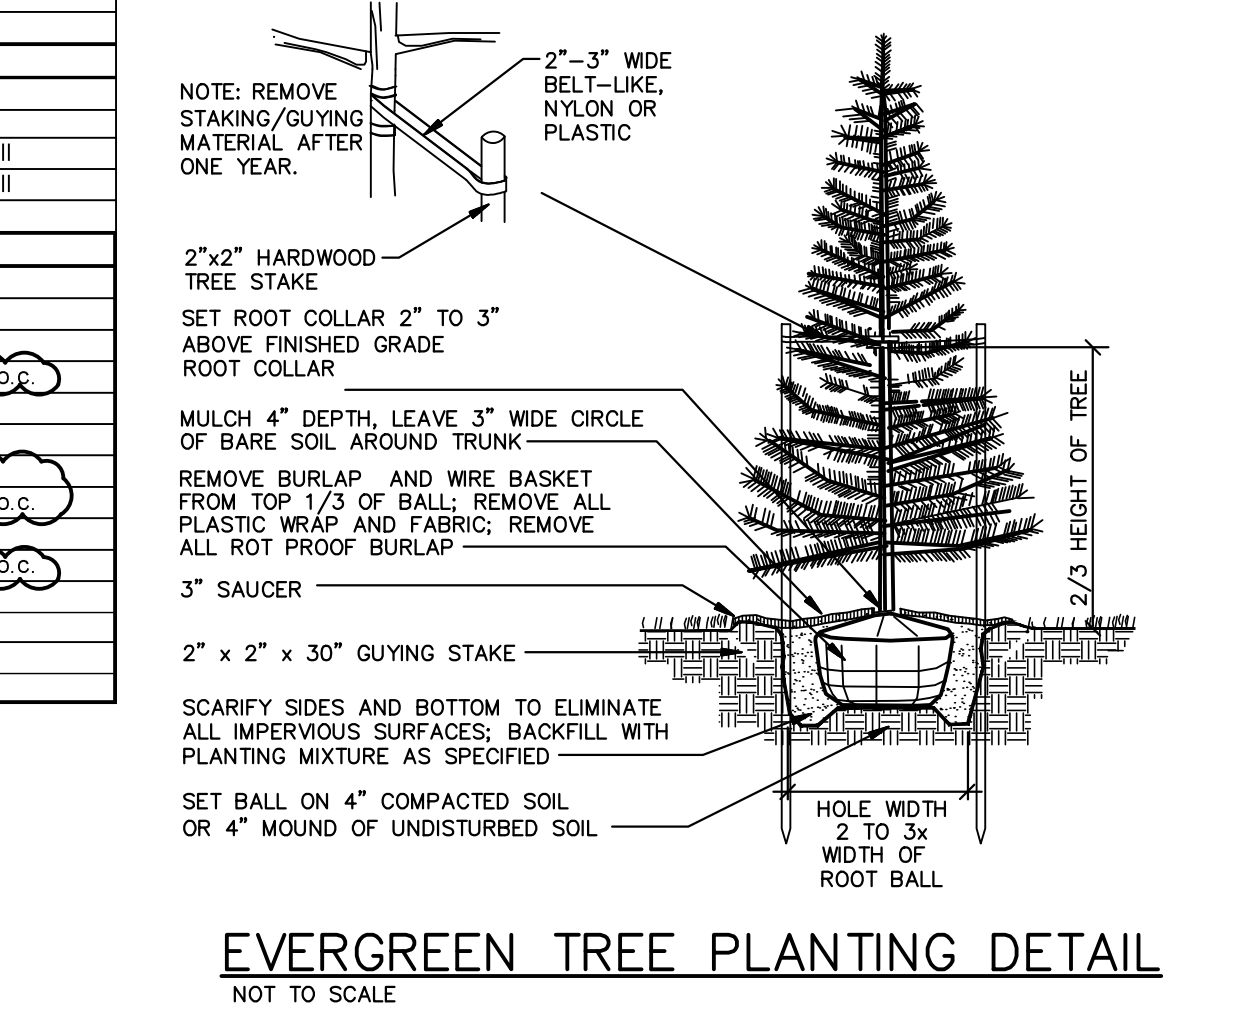 ||
||
O.C.
O.C.
O.C.
NOTE: REMOVE
STAKING/GUYING
MATERIAL AFTER
ONE YEAR.
2"-3" WIDE
BELT-LIKE,
NYLON OR
PLASTIC
2"x2" HARDWOOD
TREE STAKE
SET ROOT COLLAR 2" TO 3"
ABOVE FINISHED GRADE
ROOT COLLAR
MULCH 4" DEPTH, LEAVE 3" WIDE CIRCLE
OF BARE SOIL AROUND TRUNK
REMOVE BURLAP AND WIRE BASKET
FROM TOP 1/3 OF BALL; REMOVE ALL
PLASTIC WRAP AND FABRIC; REMOVE
ALL ROT PROOF BURLAP
3" SAUCER
2" x 2" x 30" GUYING STAKE
SCARIFY SIDES AND BOTTOM TO ELIMINATE
ALL IMPERVIOUS SURFACES; BACKFILL WITH
PLANTING MIXTURE AS SPECIFIED
SET BALL ON 4" COMPACTED SOIL
OR 4" MOUND OF UNDISTURBED SOIL
2/3 HEIGHT OF TREE
HOLE WIDTH
2 TO 3x
WIDTH OF
ROOT BALL
EVERGREEN TREE PLANTING DETAIL
NOT TO SCALE